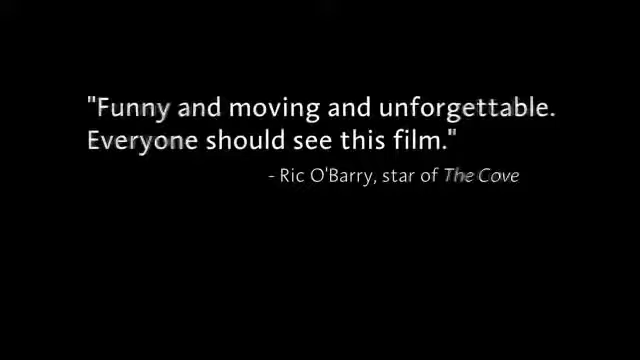 "Funny and moving and unforgettable.
Everyone should see this film."
- Ric O'Barry, star of The Cove